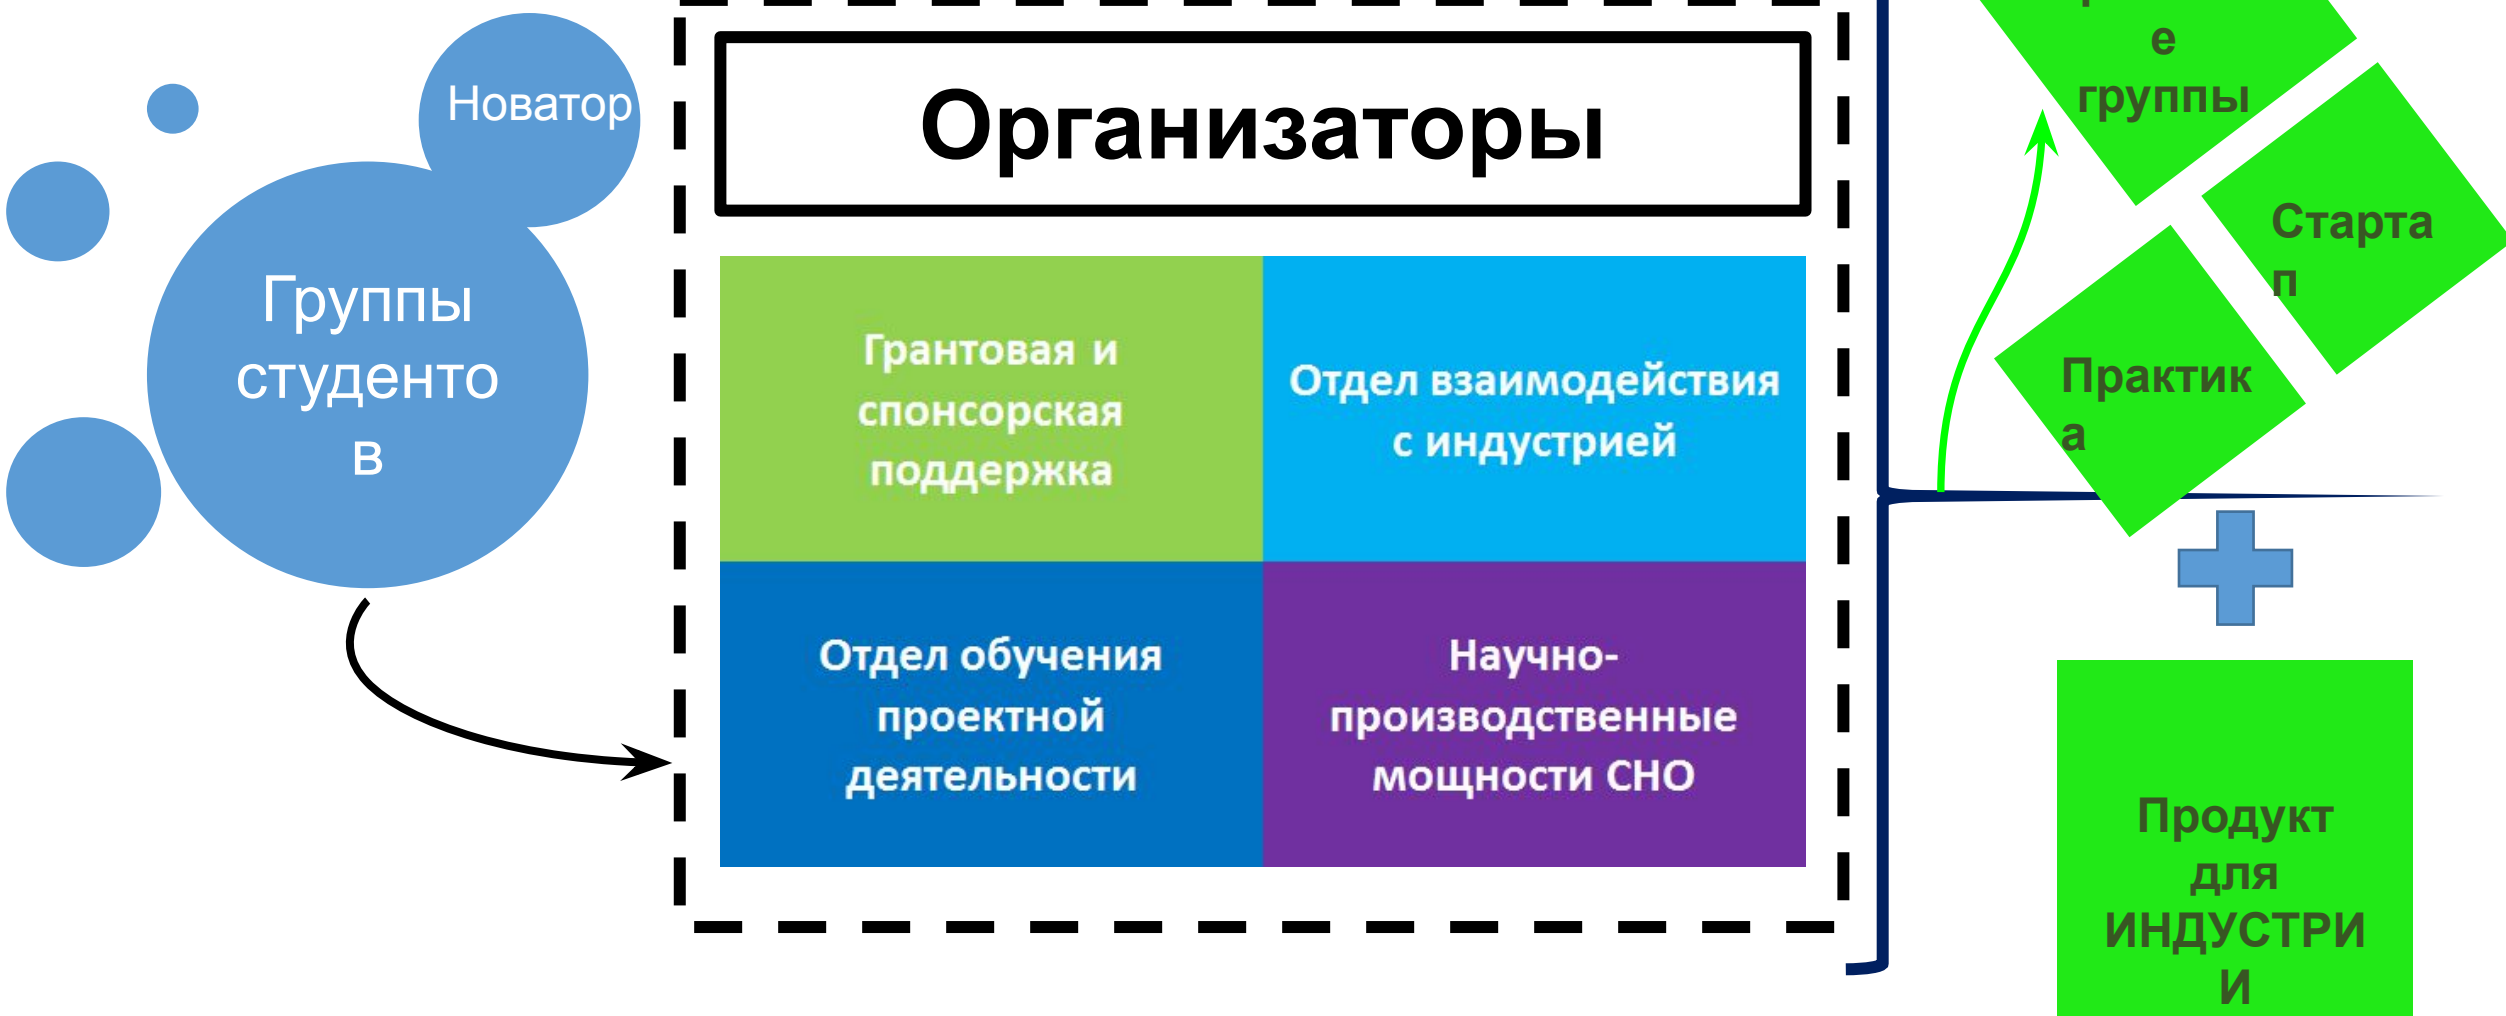 Новатор
Группы
студенто
в
Организаторы
Грантовая и
спонсорская
поддержка
Отдел взаимодействия
с индустрией
Отдел обучения
проектной
деятельности
Научно-
производственные
мощности СНО
е
группы
Старта
п
Практик
а
Продукт
для
ИНДУСТРИ
И